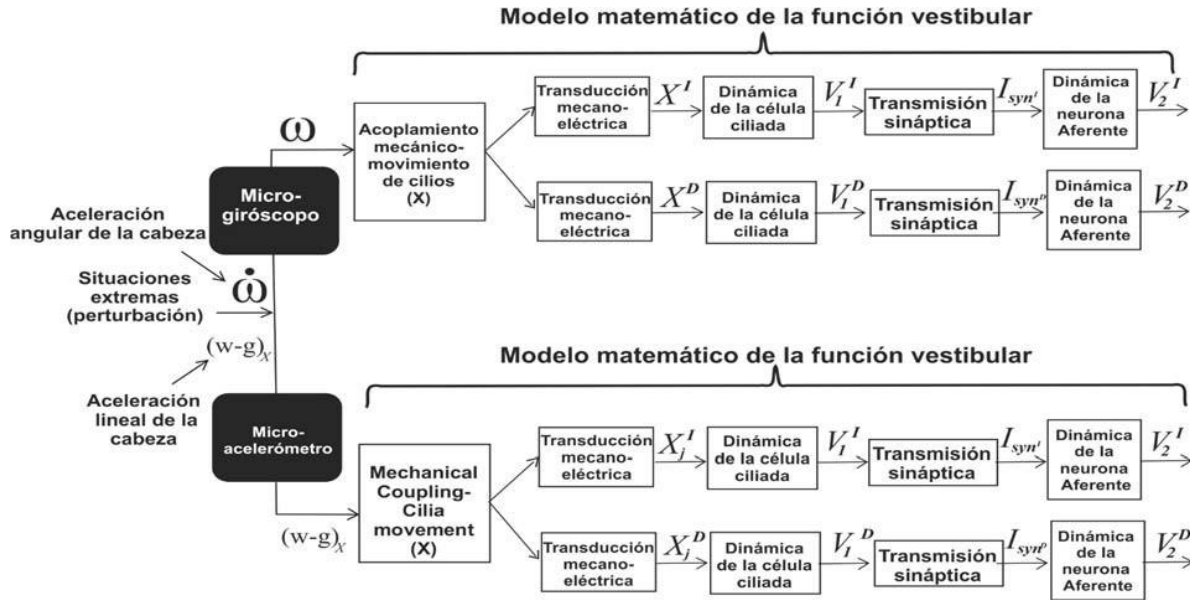 Modelo matemático de la función vestibular
ω
Acoplamiento
mecánico-
movimiento
de cilios
(X)
Transducción
mecano-
eléctrica
X^I
Dinámica
de la célula
ciliada
V_1^I
Transmisión
sináptica
I_syn^I
Dinámica
de la
neurona
Aferente
V_2^I
Transducción
mecano-
eléctrica
X^D
Dinámica
de la célula
ciliada
V_1^D
Transmisión
sináptica
I_syn^D
Dinámica
de la
neurona
Aferente
V_2^D
Micro-
giróscopo
Aceleración
angular de la cabeza
ω̇
Situaciones
extremas
(perturbación)
(w-g)_X
Aceleración
lineal de la
cabeza
Micro-
acelerómetro
(w-g)_X
Modelo matemático de la función vestibular
Mechanical
Coupling-
Cilia
movement
(X)
Transducción
mecano-
eléctrica
X_j^I
Dinámica
de la célula
ciliada
V_1^I
Transmisión
sináptica
I_syn^I
Dinámica
de la
neurona
Aferente
V_2^I
Transducción
mecano-
eléctrica
X_j^D
Dinámica
de la célula
ciliada
V_1^D
Transmisión
sináptica
I_syn^D
Dinámica
de la
neurona
Aferente
V_2^D